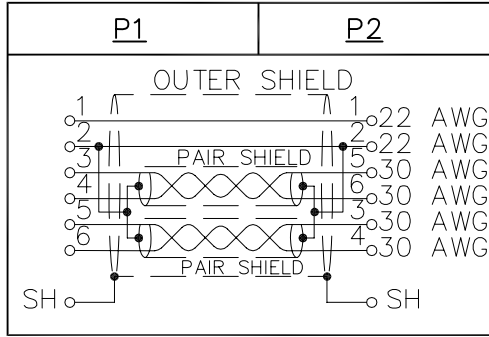 P1 P2
OUTER SHIELD
1 1 22 AWG
2 2 22 AWG
3 PAIR SHIELD 5 30 AWG
4 6 30 AWG
5 3 30 AWG
6 PAIR SHIELD 4 30 AWG
SH SH